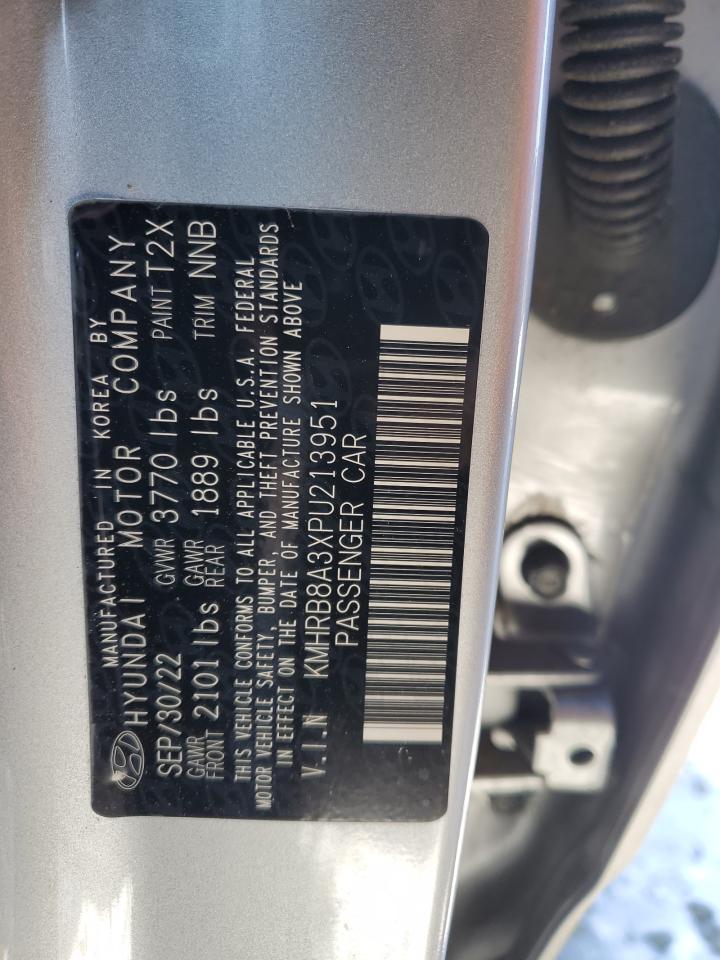 MANUFACTURED IN KOREA BY
HYUNDAI MOTOR COMPANY
SEP/30/22 GVWR 3770 lbs PAINT T2X
GAWR FRONT 2101 lbs GAWR REAR 1889 lbs TRIM NNB
THIS VEHICLE CONFORMS TO ALL APPLICABLE U.S.A. FEDERAL
MOTOR VEHICLE SAFETY, BUMPER, AND THEFT PREVENTION STANDARDS
IN EFFECT ON THE DATE OF MANUFACTURE SHOWN ABOVE
V.I.N KMHRB8A3XPU213951
PASSENGER CAR